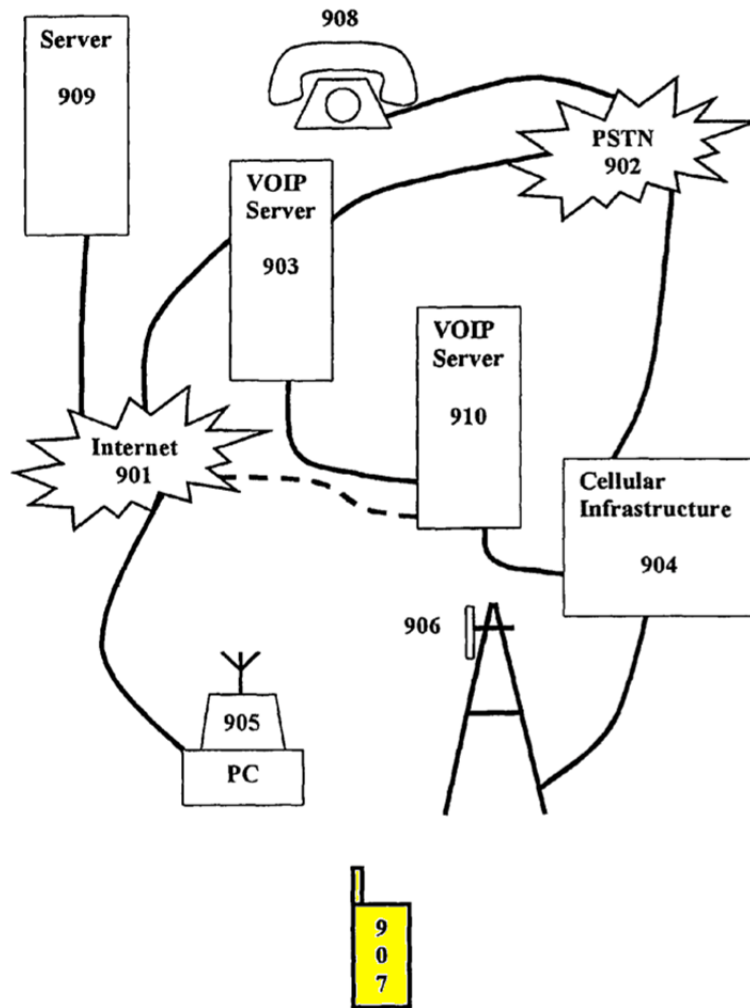 908
Server
909
PSTN
902
VOIP
Server
903
VOIP
Server
910
Internet
901
Cellular
Infrastructure
904
906
905
PC
9
0
7